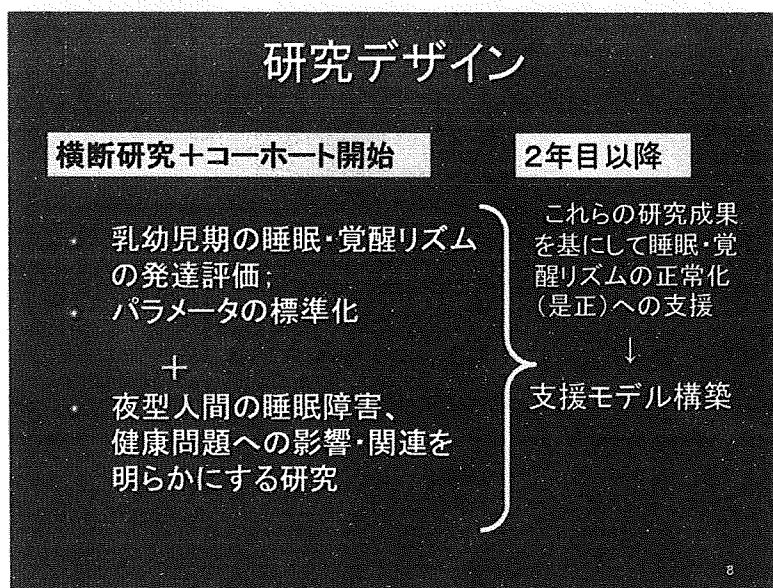 研究デザイン
横断研究＋コーホート開始
・ 乳幼児期の睡眠・覚醒リズム
の発達評価；
・ パラメータの標準化
＋
・ 夜型人間の睡眠障害、
健康問題への影響・関連を
明らかにする研究
2年目以降
これらの研究成果
を基にして睡眠・覚
醒リズムの正常化
（是正）への支援
↓
支援モデル構築
8